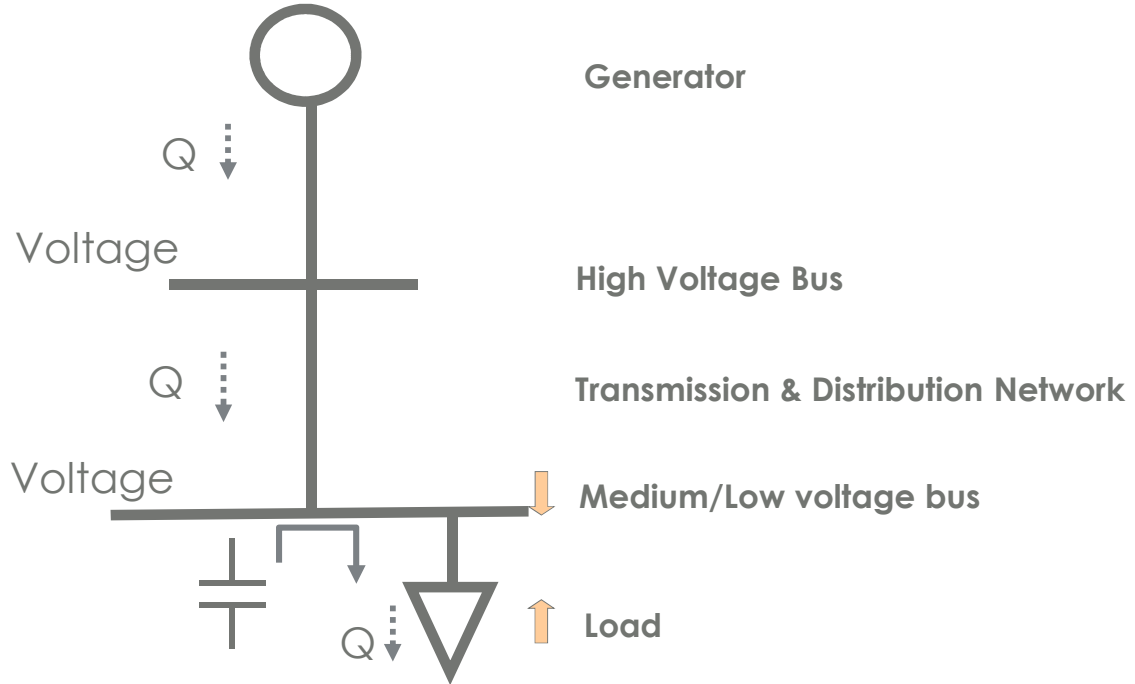 Generator
Q
Voltage
High Voltage Bus
Q
Transmission & Distribution Network
Voltage
Medium/Low voltage bus
Q
Load